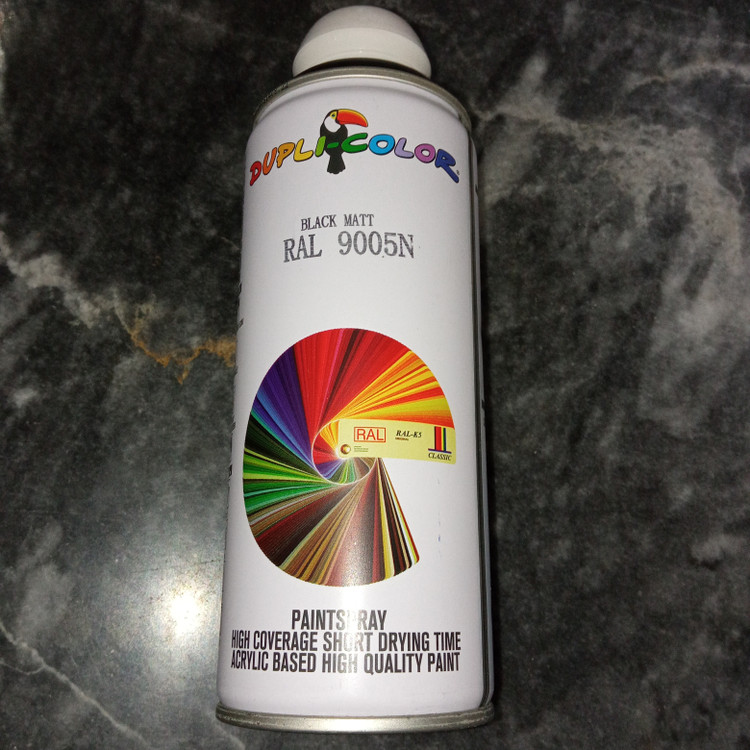 DUPLI-COLOR
BLACK MATT
RAL 9005N
RAL
RAL-K5
CLASSIC
PAINTSPRAY
HIGH COVERAGE SHORT DRYING TIME
ACRYLIC BASED HIGH QUALITY PAINT